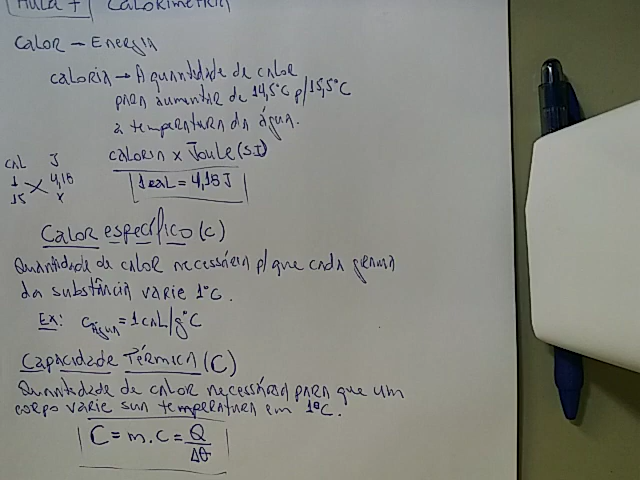 Aula 7 Calorimetria
Calor – Energia
caloria → A quantidade de calor
para aumentar de 14,5°C p/ 15,5°C
a temperatura da água.
caloria x Joule (S.I)
cal J
1 4,18
15 x
1 cal = 4,18 J
Calor específico (c)
Quantidade de calor necessária p/ que cada grama
da substância varie 1°C.
Ex: cágua = 1 cal/g°C
Capacidade Térmica (C)
Quantidade de calor necessária para que um
corpo varie sua temperatura em 1°C.
C = m.c = Q/Δθ